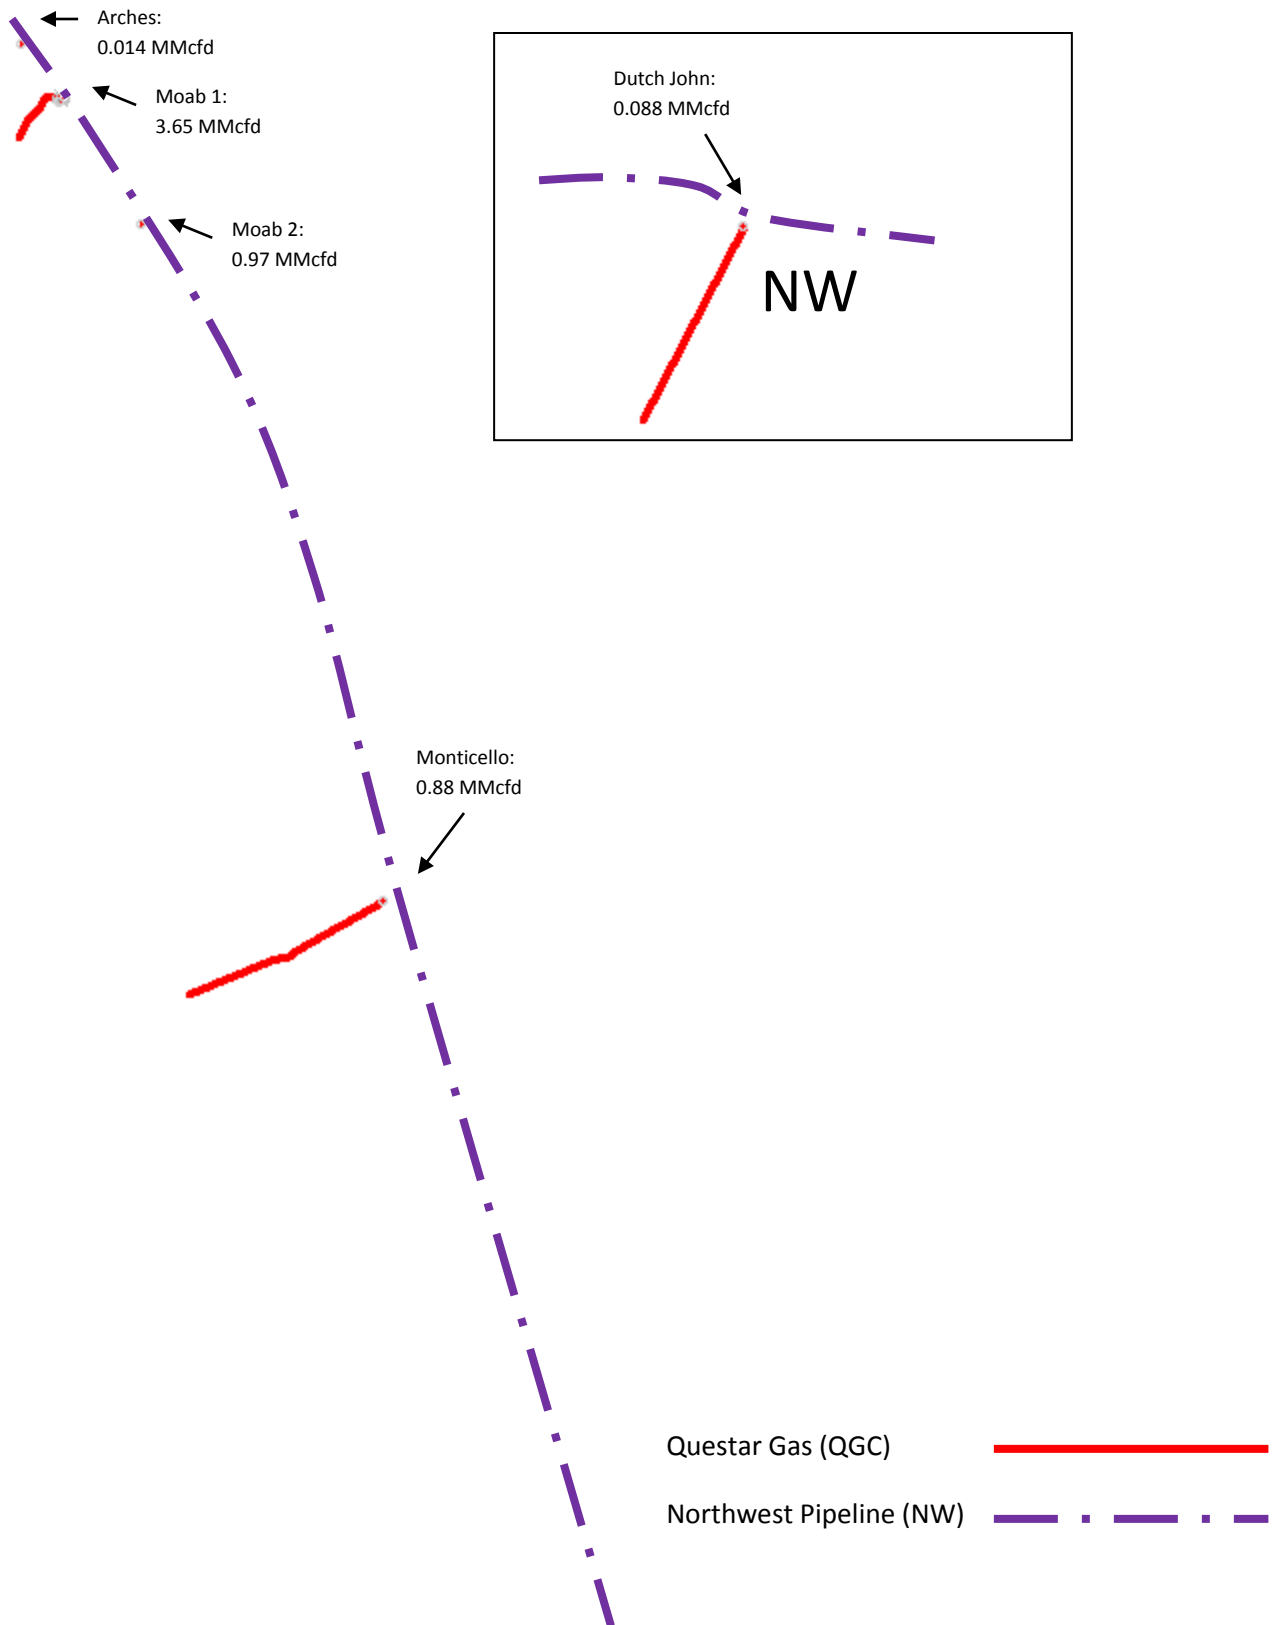 Arches:
0.014 MMcfd
Moab 1:
3.65 MMcfd
Dutch John:
0.088 MMcfd
Moab 2:
0.97 MMcfd
NW
Monticello:
0.88 MMcfd
Questar Gas (QGC)
Northwest Pipeline (NW)